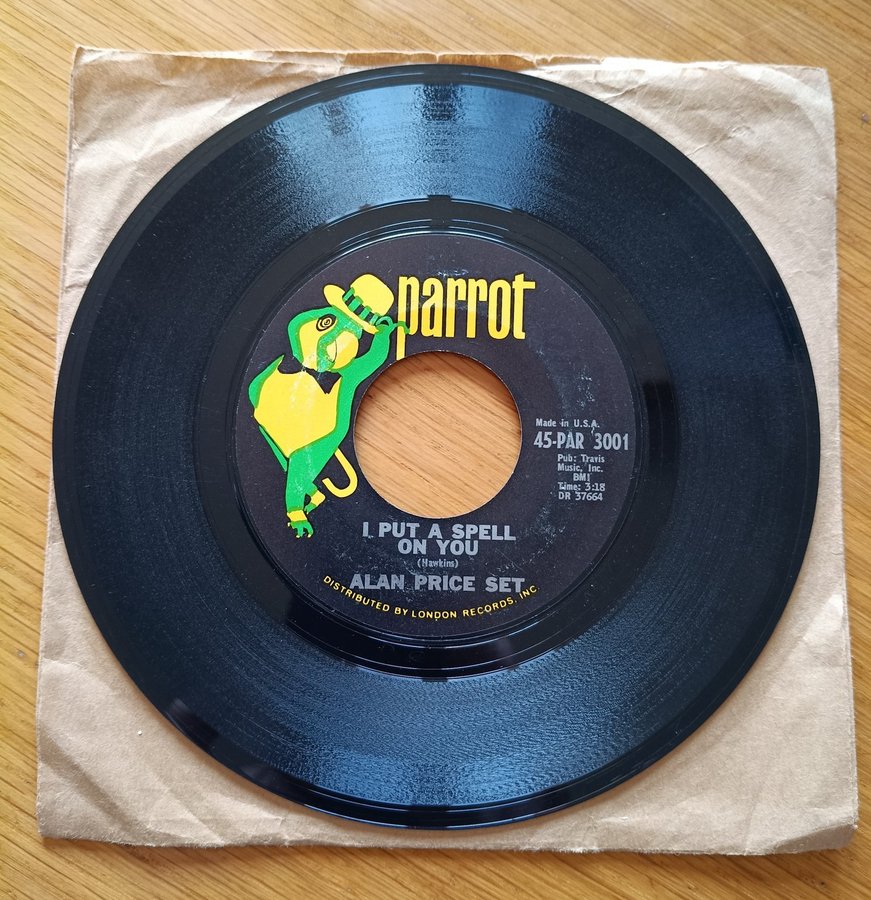 parrot
Made in U.S.A.
45-PAR 3001
Pub: Travis
Music, Inc.
BMI
Time: 3:18
DR 37664
I PUT A SPELL
ON YOU
(Hawkins)
ALAN PRICE SET
DISTRIBUTED BY LONDON RECORDS, INC.